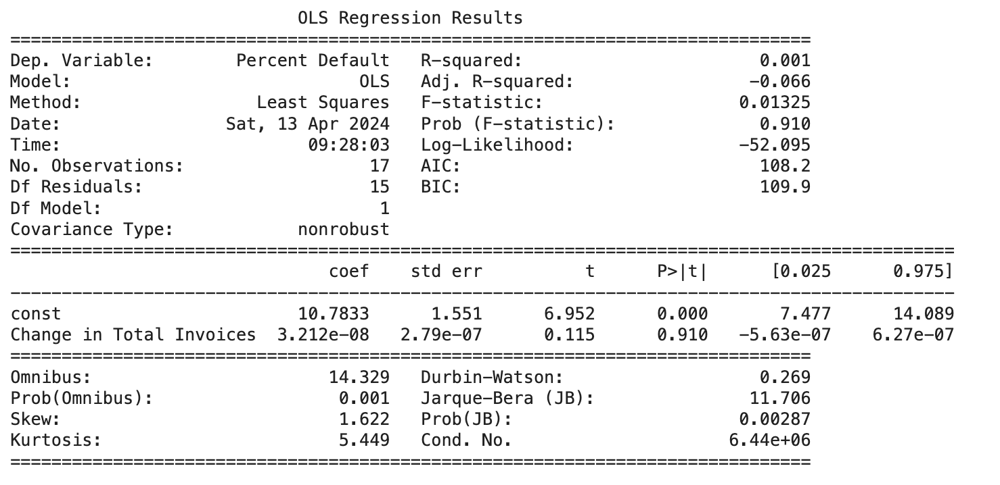 OLS Regression Results
==============================================================================
Dep. Variable:        Percent Default   R-squared:                       0.001
Model:                            OLS   Adj. R-squared:                 -0.066
Method:                 Least Squares   F-statistic:                   0.01325
Date:                Sat, 13 Apr 2024   Prob (F-statistic):              0.910
Time:                        09:28:03   Log-Likelihood:                -52.095
No. Observations:                  17   AIC:                             108.2
Df Residuals:                      15   BIC:                             109.9
Df Model:                           1
Covariance Type:            nonrobust
============================================================================================
                               coef    std err          t      P>|t|      [0.025      0.975]
--------------------------------------------------------------------------------------------
const                       10.7833      1.551      6.952      0.000       7.477      14.089
Change in Total Invoices  3.212e-08   2.79e-07      0.115      0.910   -5.63e-07    6.27e-07
==============================================================================
Omnibus:                       14.329   Durbin-Watson:                   0.269
Prob(Omnibus):                  0.001   Jarque-Bera (JB):               11.706
Skew:                           1.622   Prob(JB):                      0.00287
Kurtosis:                       5.449   Cond. No.                     6.44e+06
==============================================================================